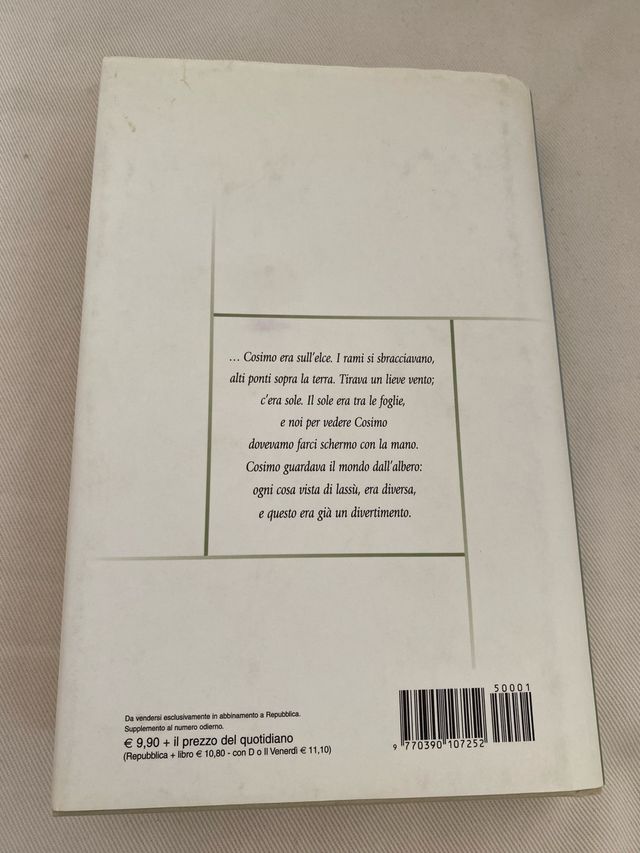 … Cosimo era sull'elce. I rami si sbracciavano,
alti ponti sopra la terra. Tirava un lieve vento;
c'era sole. Il sole era tra le foglie,
e noi per vedere Cosimo
dovevamo farci schermo con la mano.
Cosimo guardava il mondo dall'albero:
ogni cosa vista di lassù, era diversa,
e questo era già un divertimento.
Da vendersi esclusivamente in abbinamento a Repubblica.
Supplemento al numero odierno.
€ 9,90 + il prezzo del quotidiano
(Repubblica + libro € 10,80 - con D o Il Venerdì € 11,10)
50001
9 770390 107252